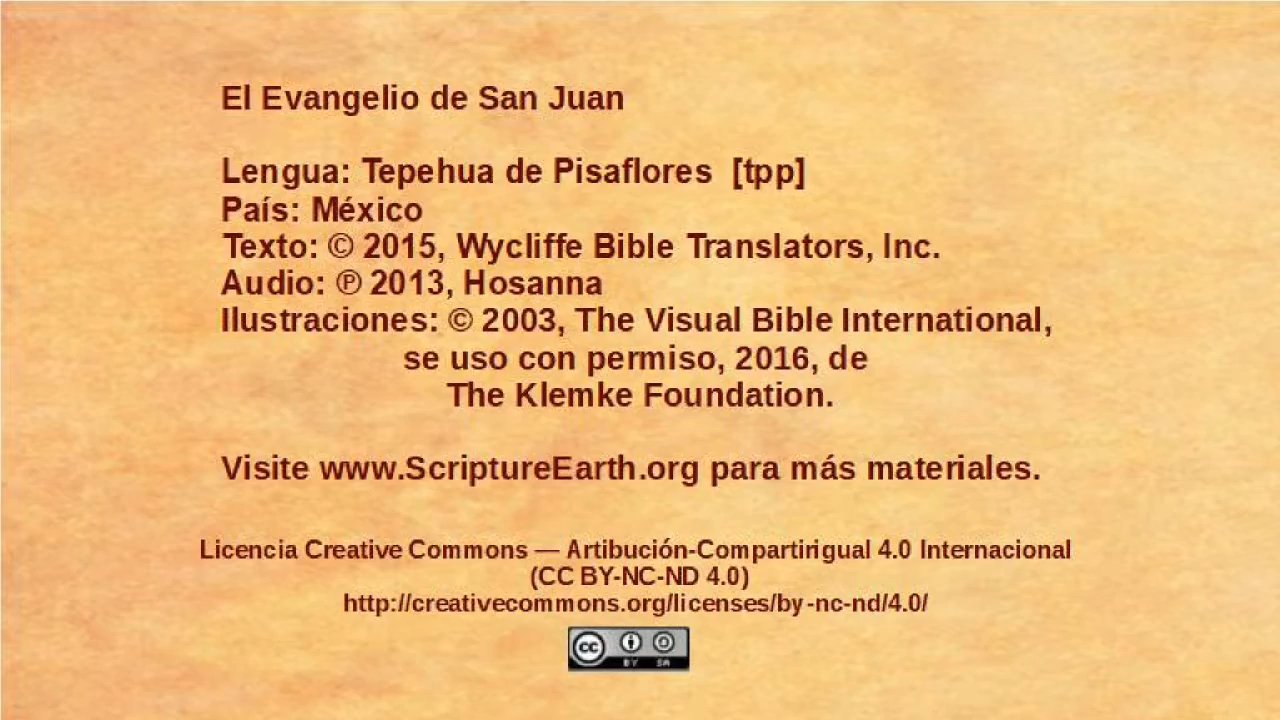 El Evangelio de San Juan
Lengua: Tepehua de Pisaflores [tpp]
País: México
Texto: © 2015, Wycliffe Bible Translators, Inc.
Audio: ℗ 2013, Hosanna
Ilustraciones: © 2003, The Visual Bible International,
se uso con permiso, 2016, de
The Klemke Foundation.
Visite www.ScriptureEarth.org para más materiales.
Licencia Creative Commons — Artibución-Compartirigual 4.0 Internacional
(CC BY-NC-ND 4.0)
http://creativecommons.org/licenses/by-nc-nd/4.0/
cc BY SA